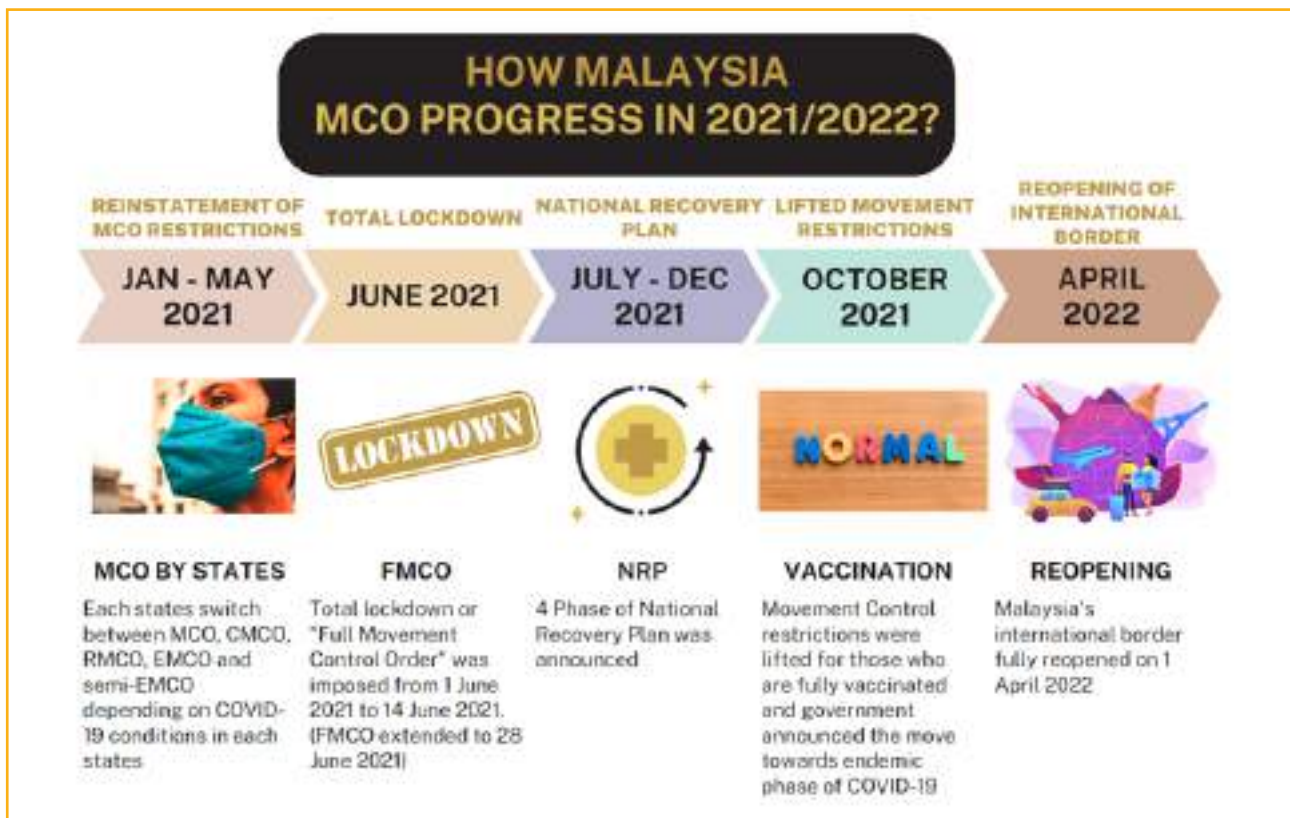 HOW MALAYSIA
MCO PROGRESS IN 2021/2022?
REINSTATEMENT OF
MCO RESTRICTIONS
JAN - MAY
2021
TOTAL LOCKDOWN
JUNE 2021
NATIONAL RECOVERY
PLAN
JULY - DEC
2021
LIFTED MOVEMENT
RESTRICTIONS
OCTOBER
2021
REOPENING OF
INTERNATIONAL
BORDER
APRIL
2022
LOCKDOWN
NORMAL
MCO BY STATES
Each states switch
between MCO, CMCO,
RMCO, EMCO and
semi-EMCO
depending on COVID-
19 conditions in each
states
FMCO
Total lockdown or
"Full Movement
Control Order" was
imposed from 1 June
2021 to 14 June 2021.
(FMCO extended to 28
June 2021)
NRP
4 Phase of National
Recovery Plan was
announced
VACCINATION
Movement Control
restrictions were
lifted for those who
are fully vaccinated
and government
announced the move
towards endemic
phase of COVID-19
REOPENING
Malaysia's
international border
fully reopened on 1
April 2022